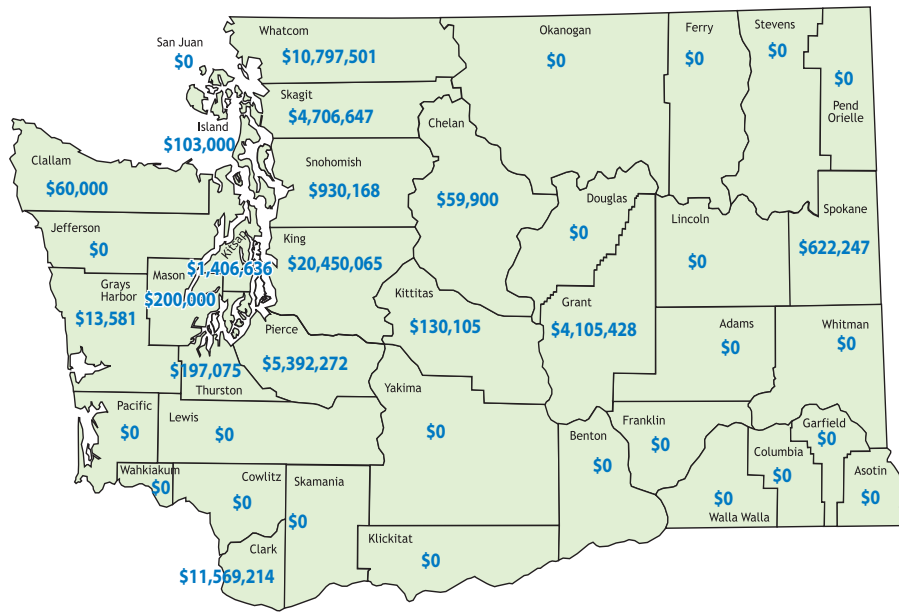 Whatcom
$10,797,501
San Juan
$0
Okanogan
$0
Ferry
$0
Stevens
$0
$0
Pend
Orielle
Skagit
$4,706,647
Island
$103,000
Chelan
$59,900
Clallam
$60,000
Snohomish
$930,168
Douglas
$0
Lincoln
$0
Spokane
$622,247
Jefferson
$0
Kitsap
$1,406,636
King
$20,450,065
Mason
$200,000
Grays
Harbor
$13,581
Kittitas
$130,105
Grant
$4,105,428
Adams
$0
Whitman
$0
Pierce
$5,392,272
$197,075
Thurston
Yakima
$0
Pacific
$0
Lewis
$0
Benton
$0
Franklin
$0
Garfield
$0
Columbia
$0
Asotin
$0
Wahkiakum
$0
Cowlitz
$0
Skamania
$0
$0
Walla Walla
Klickitat
$0
Clark
$11,569,214